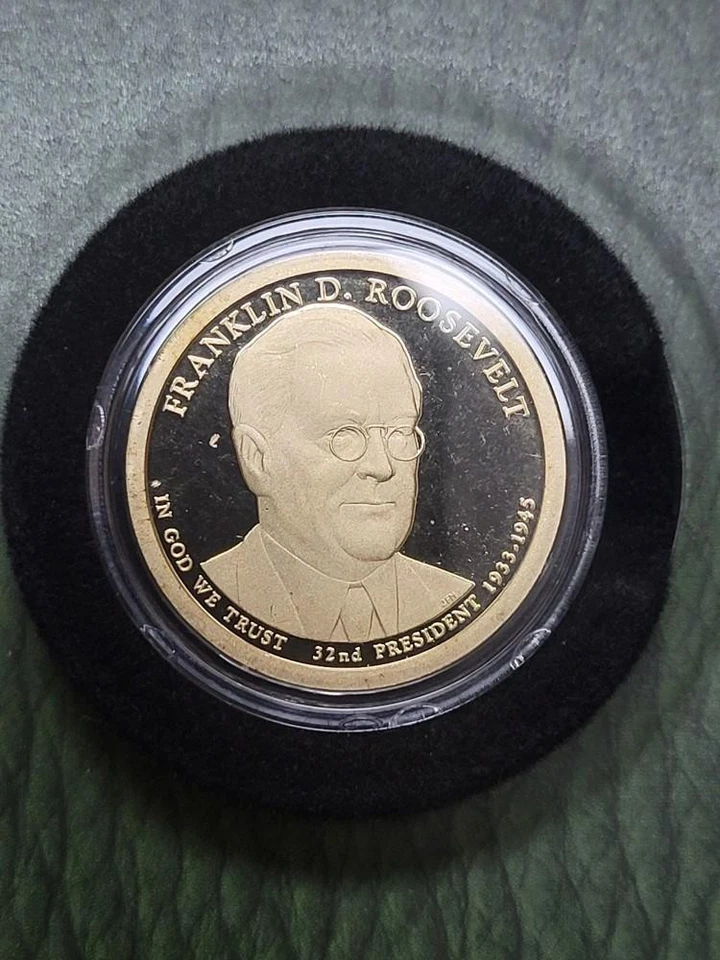 FRANKLIN D. ROOSEVELT
IN GOD WE TRUST
32nd PRESIDENT 1933-1945